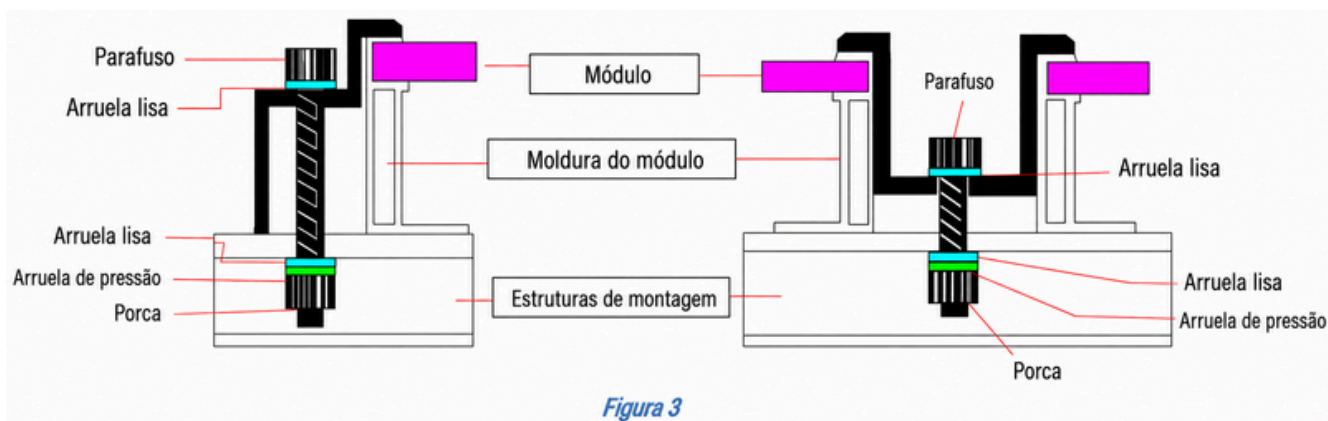 Parafuso
Arruela lisa
Arruela lisa
Arruela de pressão
Porca
Módulo
Moldura do módulo
Estruturas de montagem
Parafuso
Arruela lisa
Arruela lisa
Arruela de pressão
Porca
Figura 3